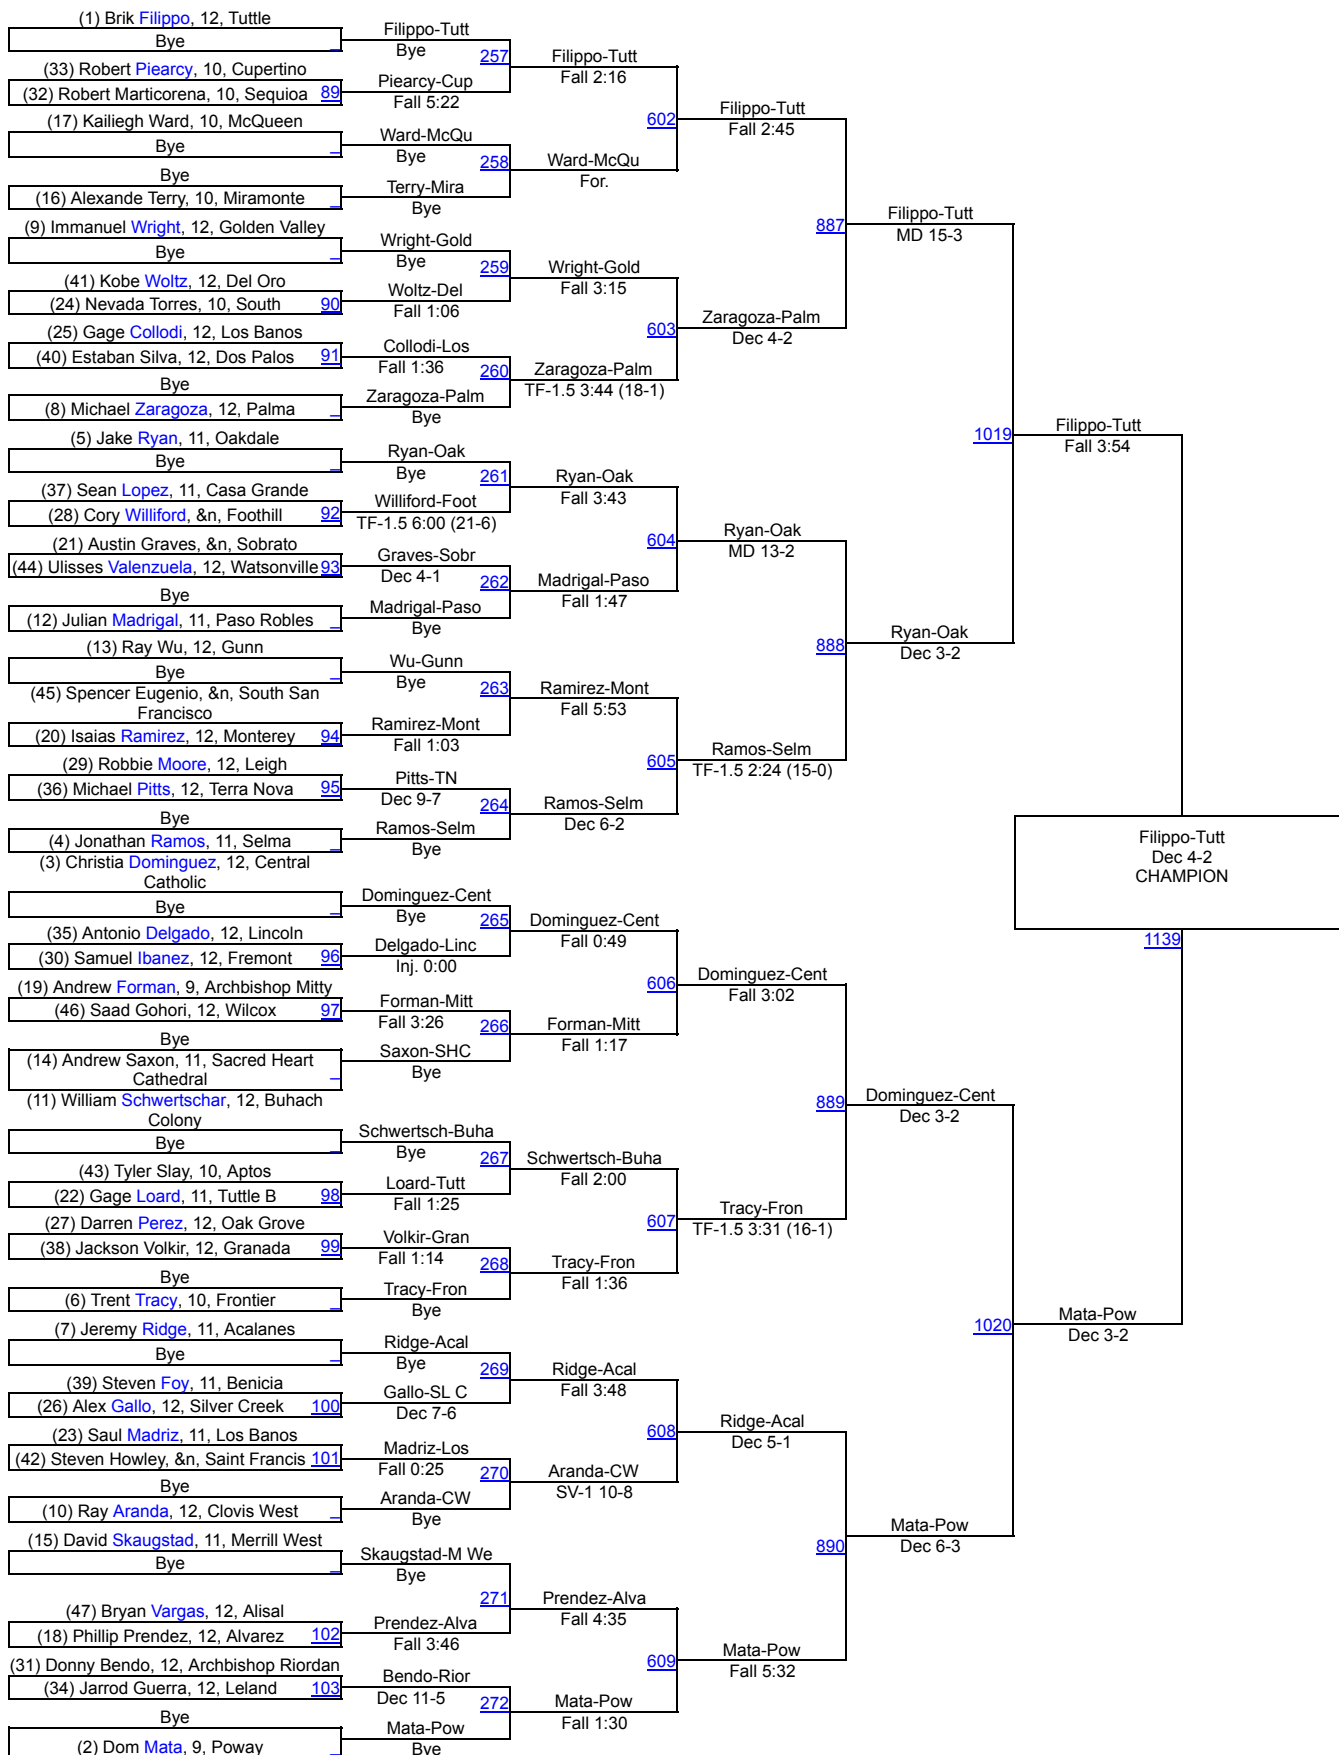 (1) Brik Filippo, 12, Tuttle
Bye
(33) Robert Piearcy, 10, Cupertino
(32) Robert Marticorena, 10, Sequioa 89
(17) Kailiegh Ward, 10, McQueen
Bye
Bye
(16) Alexande Terry, 10, Miramonte
(9) Immanuel Wright, 12, Golden Valley
Bye
(41) Kobe Woltz, 12, Del Oro
(24) Nevada Torres, 10, South 90
(25) Gage Collodi, 12, Los Banos
(40) Estaban Silva, 12, Dos Palos 91
Bye
(8) Michael Zaragoza, 12, Palma
(5) Jake Ryan, 11, Oakdale
Bye
(37) Sean Lopez, 11, Casa Grande
(28) Cory Williford, &n, Foothill 92
(21) Austin Graves, &n, Sobrato
(44) Ulisses Valenzuela, 12, Watsonville 93
Bye
(12) Julian Madrigal, 11, Paso Robles
(13) Ray Wu, 12, Gunn
Bye
(45) Spencer Eugenio, &n, South San
Francisco
(20) Isaias Ramirez, 12, Monterey 94
(29) Robbie Moore, 12, Leigh
(36) Michael Pitts, 12, Terra Nova 95
Bye
(4) Jonathan Ramos, 11, Selma
(3) Christia Dominguez, 12, Central
Catholic
Bye
(35) Antonio Delgado, 12, Lincoln
(30) Samuel Ibanez, 12, Fremont 96
(19) Andrew Forman, 9, Archbishop Mitty
(46) Saad Gohori, 12, Wilcox 97
Bye
(14) Andrew Saxon, 11, Sacred Heart
Cathedral
(11) William Schwertschar, 12, Buhach
Colony
Bye
(43) Tyler Slay, 10, Aptos
(22) Gage Loard, 11, Tuttle B 98
(27) Darren Perez, 12, Oak Grove
(38) Jackson Volkir, 12, Granada 99
Bye
(6) Trent Tracy, 10, Frontier
(7) Jeremy Ridge, 11, Acalanes
Bye
(39) Steven Foy, 11, Benicia
(26) Alex Gallo, 12, Silver Creek 100
(23) Saul Madriz, 11, Los Banos
(42) Steven Howley, &n, Saint Francis 101
Bye
(10) Ray Aranda, 12, Clovis West
(15) David Skaugstad, 11, Merrill West
Bye
(47) Bryan Vargas, 12, Alisal
(18) Phillip Prendez, 12, Alvarez 102
(31) Donny Bendo, 12, Archbishop Riordan
(34) Jarrod Guerra, 12, Leland 103
Bye
(2) Dom Mata, 9, Poway
Filippo-Tutt
Bye
257
Piearcy-Cup
Fall 5:22
Ward-McQu
Bye
258
Terry-Mira
Bye
Wright-Gold
Bye
259
Woltz-Del
Fall 1:06
Collodi-Los
Fall 1:36
260
Zaragoza-Palm
Bye
Ryan-Oak
Bye
261
Williford-Foot
TF-1.5 6:00 (21-6)
Graves-Sobr
Dec 4-1
262
Madrigal-Paso
Bye
Wu-Gunn
Bye
263
Ramirez-Mont
Fall 1:03
Pitts-TN
Dec 9-7
264
Ramos-Selm
Bye
Dominguez-Cent
Bye
265
Delgado-Linc
Inj. 0:00
Forman-Mitt
Fall 3:26
266
Saxon-SHC
Bye
Schwertsch-Buha
Bye
267
Loard-Tutt
Fall 1:25
Volkir-Gran
Fall 1:14
268
Tracy-Fron
Bye
Ridge-Acal
Bye
269
Gallo-SL C
Dec 7-6
Madriz-Los
Fall 0:25
270
Aranda-CW
Bye
Skaugstad-M We
Bye
271
Prendez-Alva
Fall 3:46
Bendo-Rior
Dec 11-5
272
Mata-Pow
Bye
Filippo-Tutt
Fall 2:16
602
Ward-McQu
For.
Wright-Gold
Fall 3:15
603
Zaragoza-Palm
TF-1.5 3:44 (18-1)
Ryan-Oak
Fall 3:43
604
Madrigal-Paso
Fall 1:47
Ramirez-Mont
Fall 5:53
605
Ramos-Selm
Dec 6-2
Dominguez-Cent
Fall 0:49
606
Forman-Mitt
Fall 1:17
Schwertsch-Buha
Fall 2:00
607
Tracy-Fron
Fall 1:36
Ridge-Acal
Fall 3:48
608
Aranda-CW
SV-1 10-8
Prendez-Alva
Fall 4:35
609
Mata-Pow
Fall 1:30
Filippo-Tutt
Fall 2:45
887
Zaragoza-Palm
Dec 4-2
Ryan-Oak
MD 13-2
888
Ramos-Selm
TF-1.5 2:24 (15-0)
Dominguez-Cent
Fall 3:02
889
Tracy-Fron
TF-1.5 3:31 (16-1)
Ridge-Acal
Dec 5-1
890
Mata-Pow
Fall 5:32
Filippo-Tutt
MD 15-3
1019
Ryan-Oak
Dec 3-2
Dominguez-Cent
Dec 3-2
1020
Mata-Pow
Dec 6-3
Filippo-Tutt
Fall 3:54
Mata-Pow
Dec 3-2
Filippo-Tutt
Dec 4-2
CHAMPION
1139